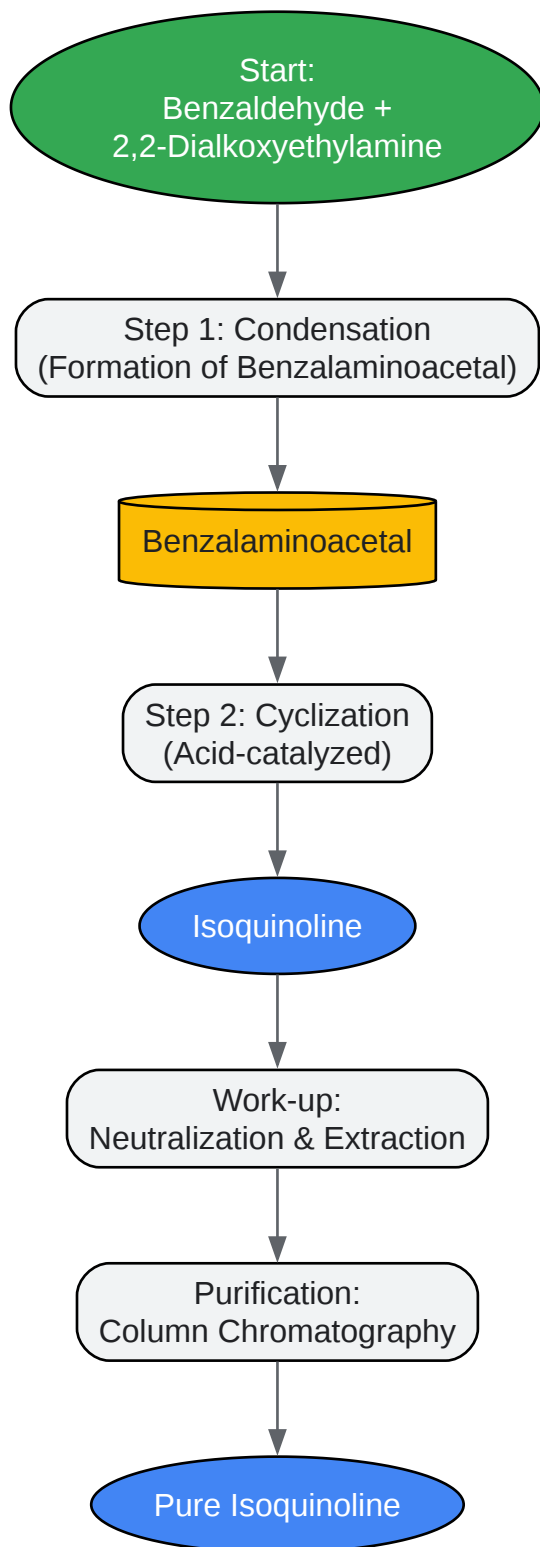 Start:
Benzaldehyde +
2,2-Dialkoxyethylamine
Step 1: Condensation
(Formation of Benzalaminoacetal)
Benzalaminoacetal
Step 2: Cyclization
(Acid-catalyzed)
Isoquinoline
Work-up:
Neutralization & Extraction
Purification:
Column Chromatography
Pure Isoquinoline